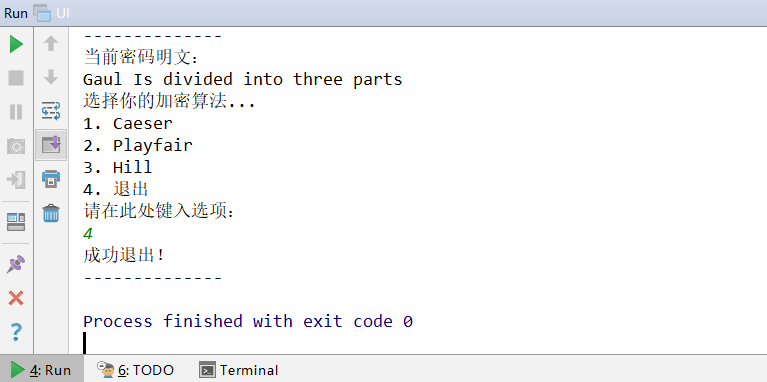 Run UI
--------------
当前密码明文：
Gaul Is divided into three parts
选择你的加密算法...
1. Caeser
2. Playfair
3. Hill
4. 退出
请在此处键入选项：
4
成功退出！
--------------
Process finished with exit code 0
4: Run 6: TODO Terminal